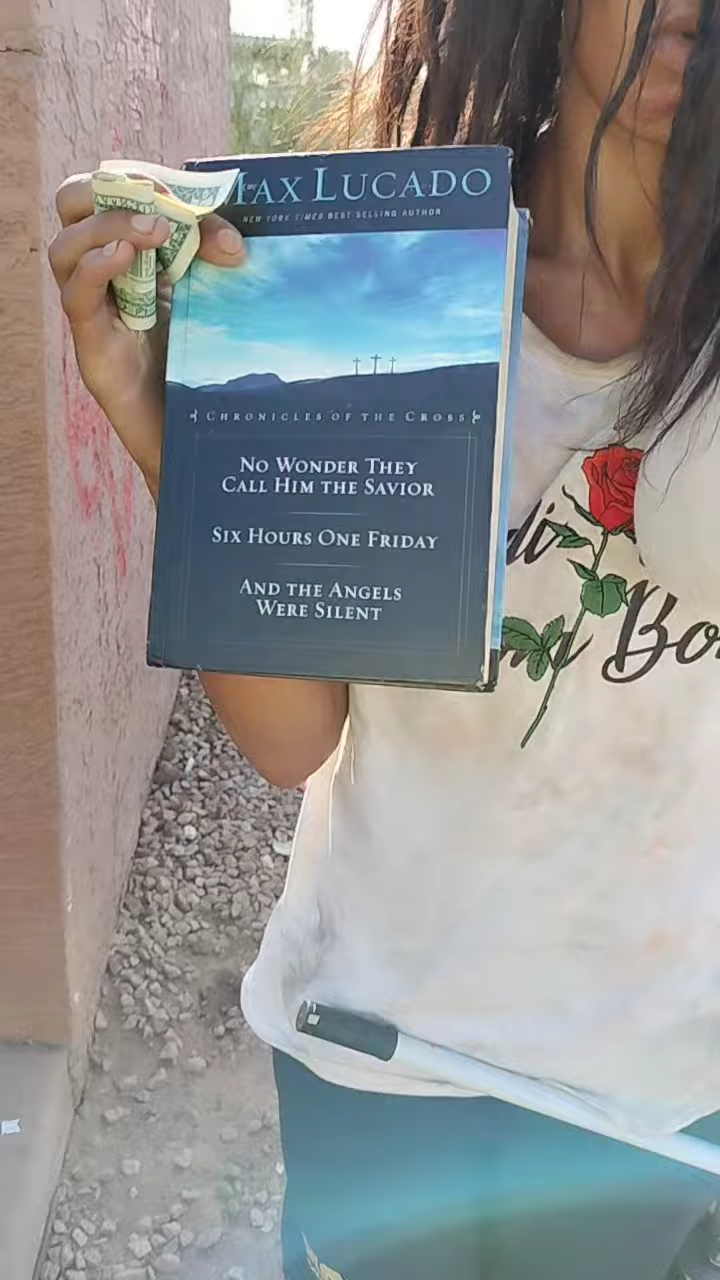 MAX LUCADO
NEW YORK TIMES BEST SELLING AUTHOR
CHRONICLES OF THE CROSS
NO WONDER THEY
CALL HIM THE SAVIOR
SIX HOURS ONE FRIDAY
AND THE ANGELS
WERE SILENT